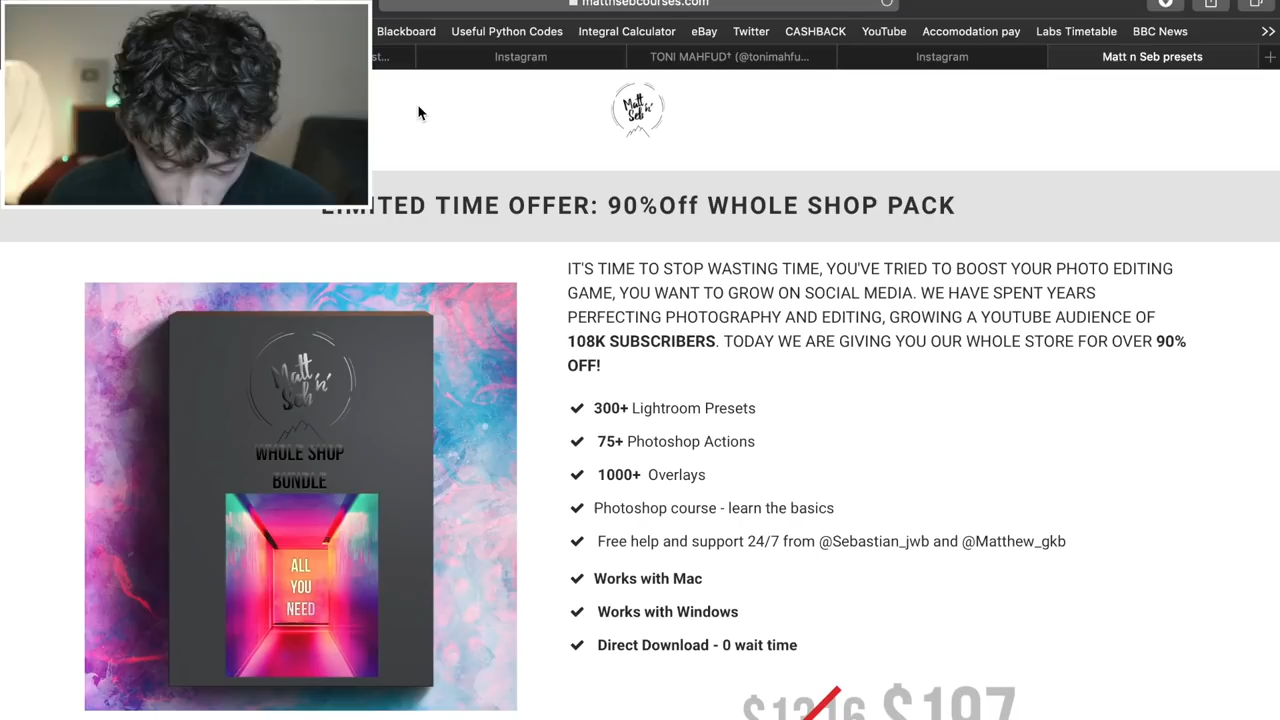 matthsebcourses.com
Blackboard Useful Python Codes Integral Calculator eBay Twitter CASHBACK YouTube Accomodation pay Labs Timetable BBC News
st... Instagram TONI MAHFUD† (@tonimahfu... Instagram Matt n Seb presets
Matt 'n' Seb
LIMITED TIME OFFER: 90%Off WHOLE SHOP PACK
IT'S TIME TO STOP WASTING TIME, YOU'VE TRIED TO BOOST YOUR PHOTO EDITING
GAME, YOU WANT TO GROW ON SOCIAL MEDIA. WE HAVE SPENT YEARS
PERFECTING PHOTOGRAPHY AND EDITING, GROWING A YOUTUBE AUDIENCE OF
108K SUBSCRIBERS. TODAY WE ARE GIVING YOU OUR WHOLE STORE FOR OVER 90%
OFF!
300+ Lightroom Presets
75+ Photoshop Actions
1000+ Overlays
Photoshop course - learn the basics
Free help and support 24/7 from @Sebastian_jwb and @Matthew_gkb
Works with Mac
Works with Windows
Direct Download - 0 wait time
Matt 'n'
Seb
WHOLE SHOP
BUNDLE
ALL
YOU
NEED
$1316 $197